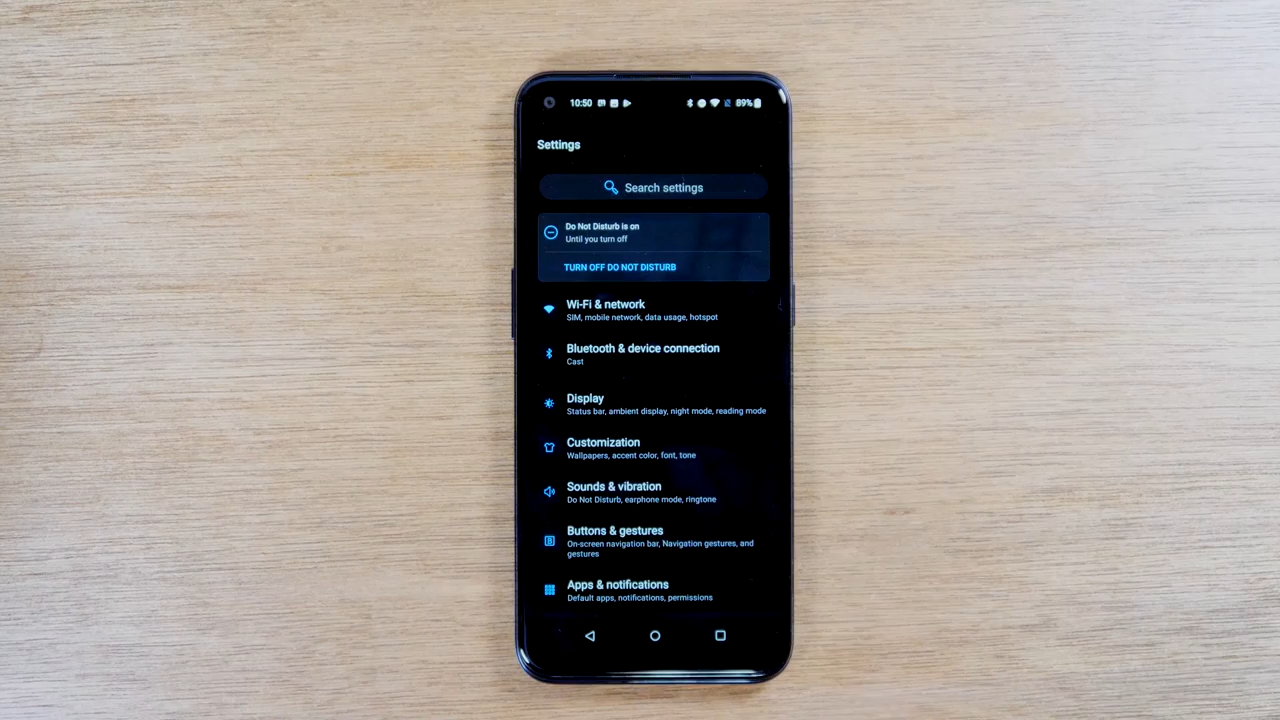 10:50 89%
Settings
Search settings
Do Not Disturb is on
Until you turn off
TURN OFF DO NOT DISTURB
Wi-Fi & network
SIM, mobile network, data usage, hotspot
Bluetooth & device connection
Cast
Display
Status bar, ambient display, night mode, reading mode
Customization
Wallpapers, accent color, font, tone
Sounds & vibration
Do Not Disturb, earphone mode, ringtone
Buttons & gestures
On-screen navigation bar, Navigation gestures, and
gestures
Apps & notifications
Default apps, notifications, permissions